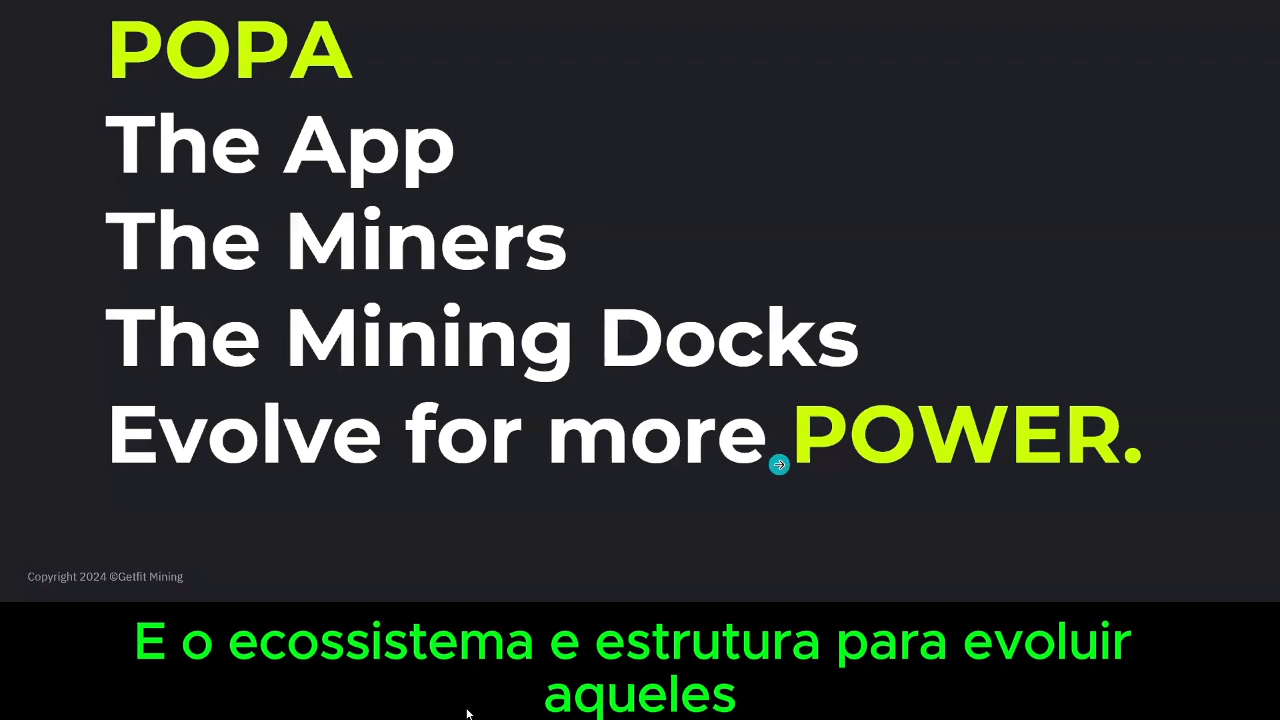 POPA
The App
The Miners
The Mining Docks
Evolve for more POWER.
Copyright 2024 ©Getfit Mining
E o ecossistema e estrutura para evoluir
aqueles